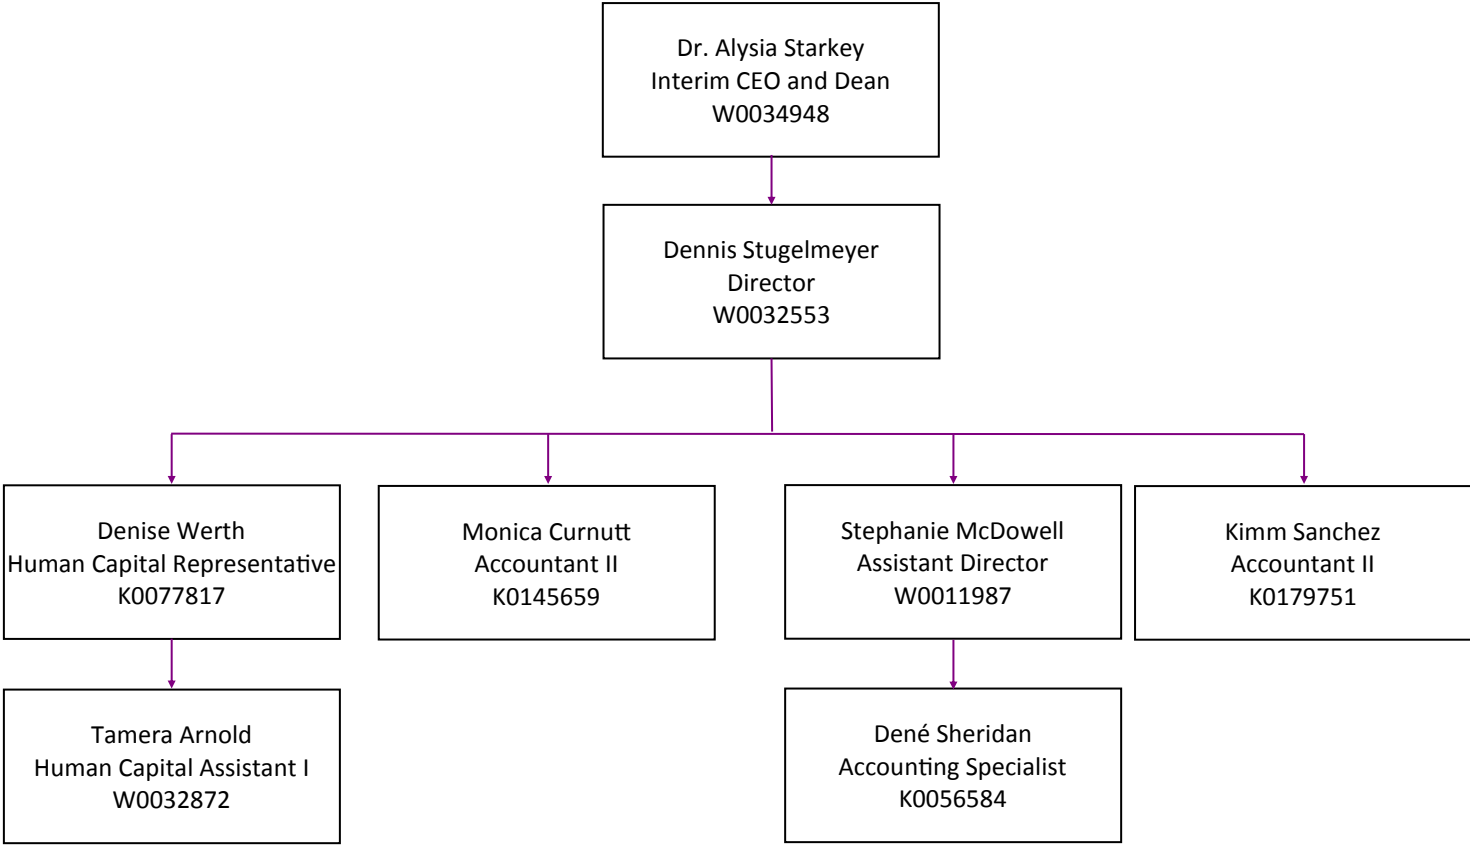 Dr. Alysia Starkey
Interim CEO and Dean
W0034948
Dennis Stugelmeyer
Director
W0032553
Denise Werth
Human Capital Representative
K0077817
Monica Curnutt
Accountant II
K0145659
Stephanie McDowell
Assistant Director
W0011987
Kimm Sanchez
Accountant II
K0179751
Tamera Arnold
Human Capital Assistant I
W0032872
Dené Sheridan
Accounting Specialist
K0056584